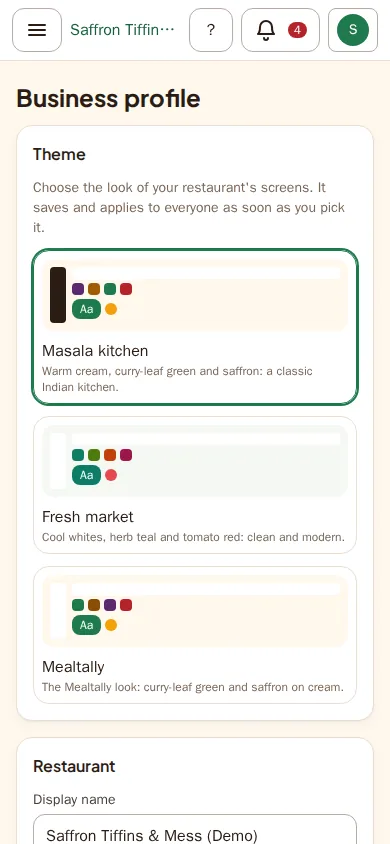 Saffron Tiffin···
?
4
S
Business profile
Theme
Choose the look of your restaurant's screens. It
saves and applies to everyone as soon as you pick
it.
Aa
Masala kitchen
Warm cream, curry-leaf green and saffron: a classic
Indian kitchen.
Aa
Fresh market
Cool whites, herb teal and tomato red: clean and modern.
Aa
Mealtally
The Mealtally look: curry-leaf green and saffron on cream.
Restaurant
Display name
Saffron Tiffins & Mess (Demo)